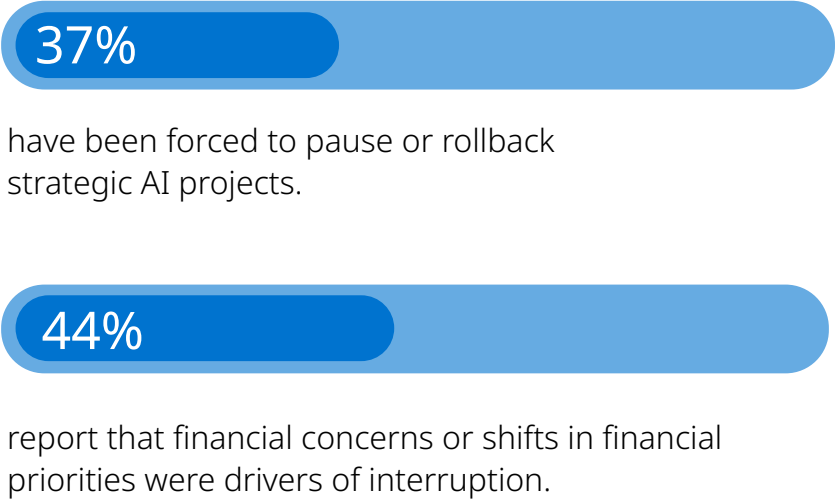 37%
have been forced to pause or rollback
strategic AI projects.
44%
report that financial concerns or shifts in financial
priorities were drivers of interruption.